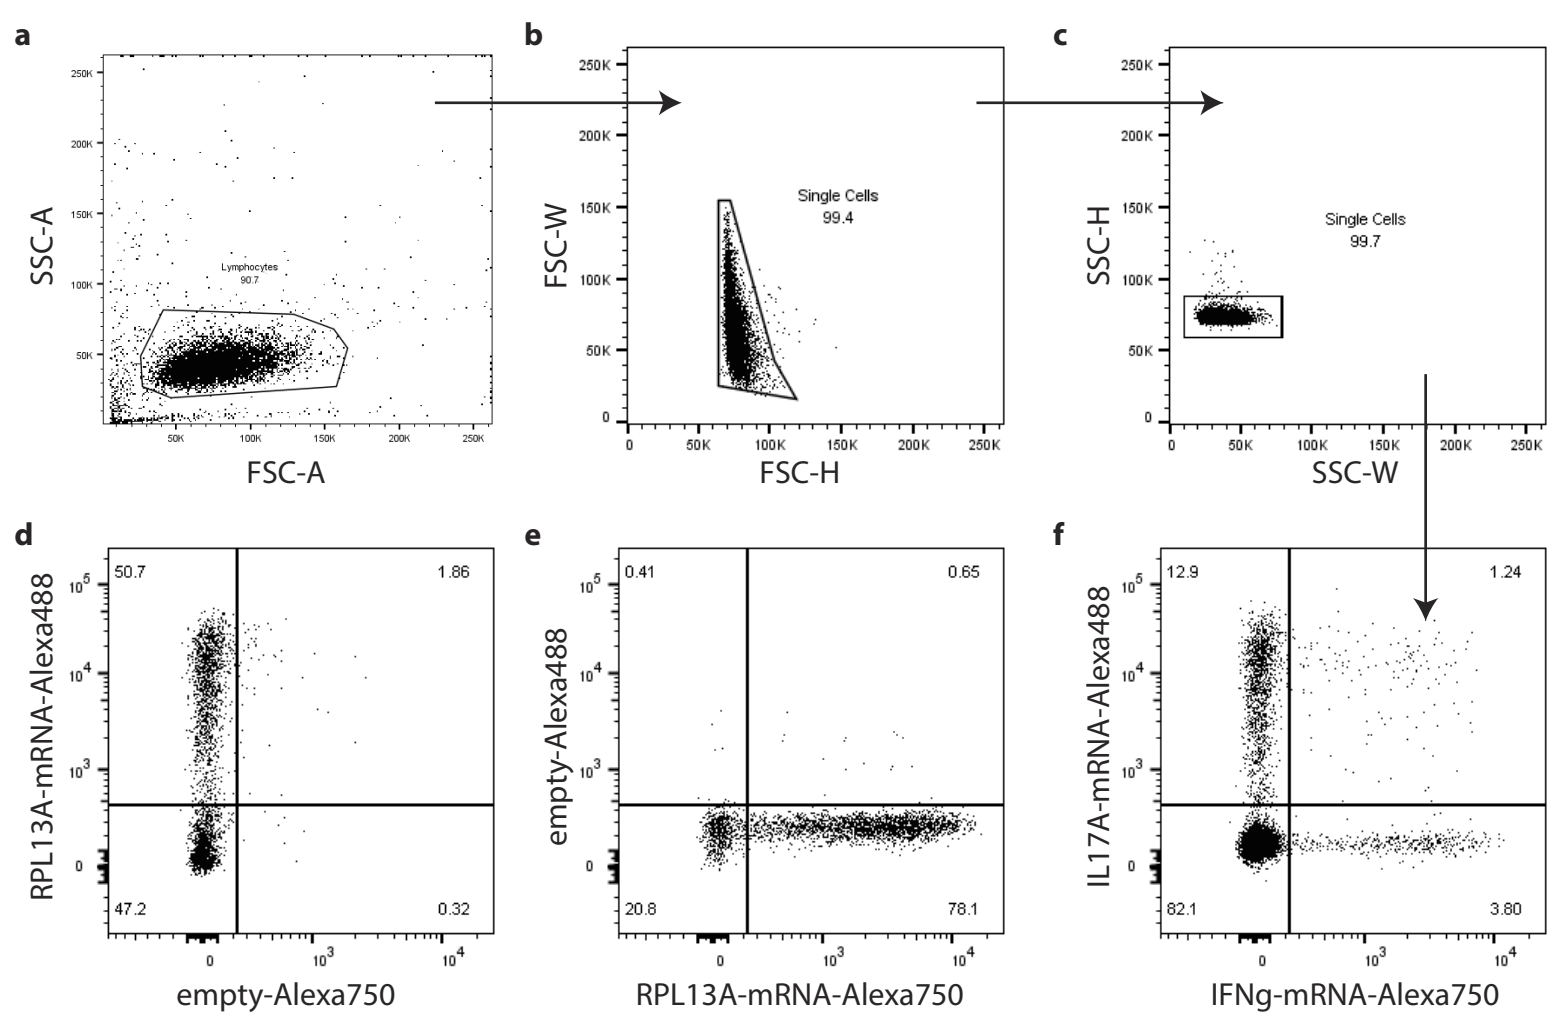 a
SSC-A
250K
200K
150K
100K
50K
Lymphocytes
90.7
50K
100K
150K
200K
250K
FSC-A
b
FSC-W
250K
200K
150K
100K
50K
0
Single Cells
99.4
0
50K
100K
150K
200K
250K
FSC-H
c
SSC-H
250K
200K
150K
100K
50K
0
Single Cells
99.7
0
50K
100K
150K
200K
250K
SSC-W
d
RPL13A-mRNA-Alexa488
10^5
10^4
10^3
0
50.7
1.86
47.2
0.32
0
10^3
10^4
empty-Alexa750
e
empty-Alexa488
10^5
10^4
10^3
0
0.41
0.65
20.8
78.1
0
10^3
10^4
RPL13A-mRNA-Alexa750
f
IL17A-mRNA-Alexa488
10^5
10^4
10^3
0
12.9
1.24
82.1
3.80
0
10^3
10^4
IFNg-mRNA-Alexa750